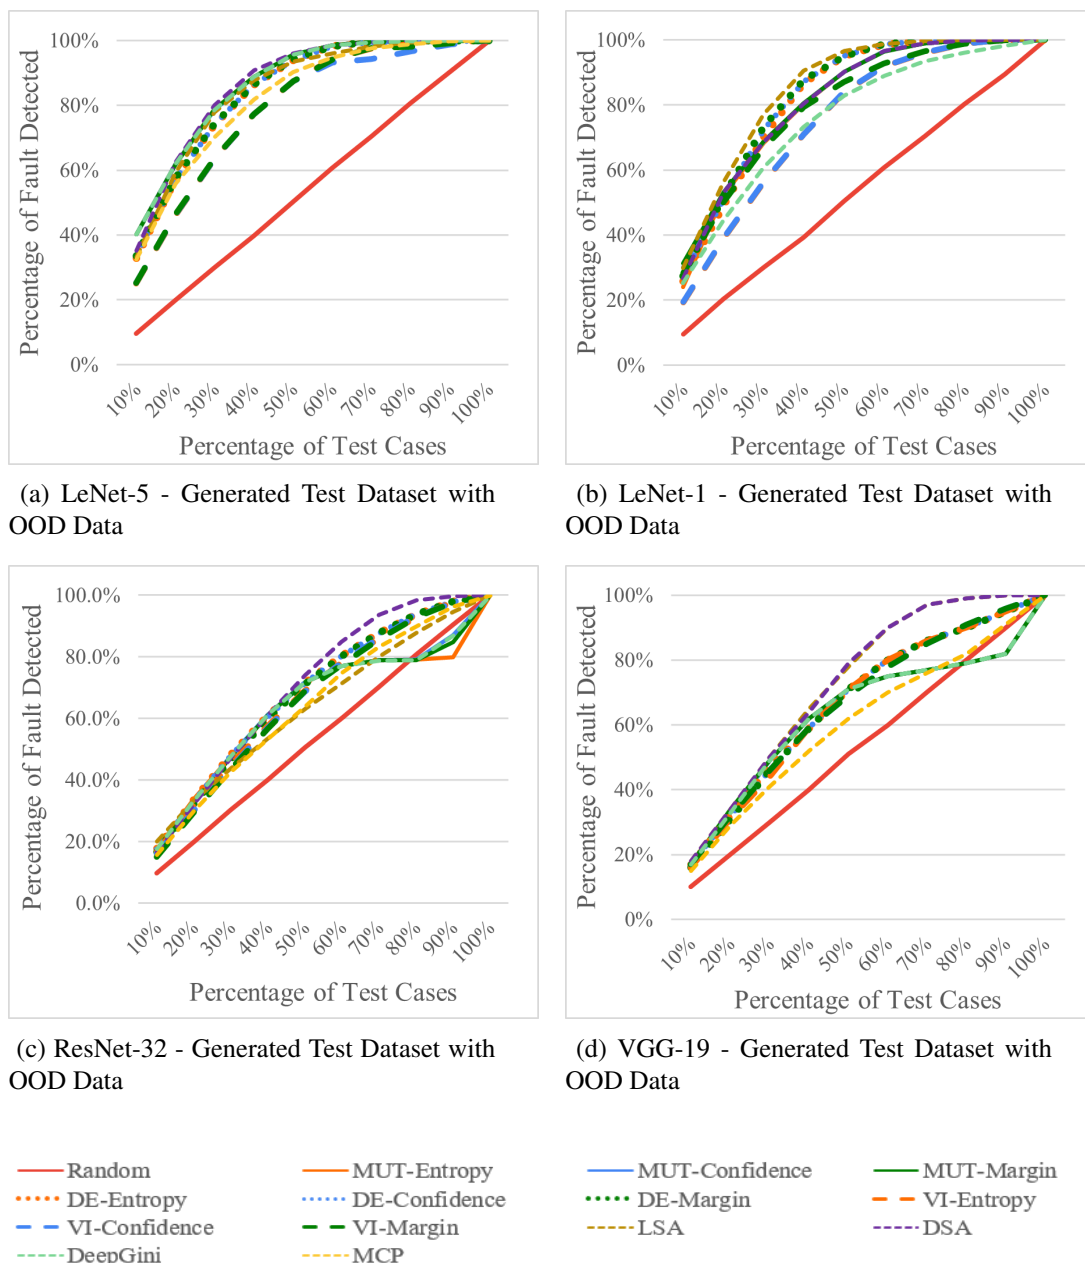 100%
80%
60%
40%
20%
0%
Percentage of Fault Detected
10% 20% 30% 40% 50% 60% 70% 80% 90% 100%
Percentage of Test Cases
(a) LeNet-5 - Generated Test Dataset with
OOD Data
100%
80%
60%
40%
20%
0%
Percentage of Fault Detected
10% 20% 30% 40% 50% 60% 70% 80% 90% 100%
Percentage of Test Cases
(b) LeNet-1 - Generated Test Dataset with
OOD Data
100.0%
80.0%
60.0%
40.0%
20.0%
0.0%
Percentage of Fault Detected
10% 20% 30% 40% 50% 60% 70% 80% 90% 100%
Percentage of Test Cases
(c) ResNet-32 - Generated Test Dataset with
OOD Data
100%
80%
60%
40%
20%
0%
Percentage of Fault Detected
10% 20% 30% 40% 50% 60% 70% 80% 90% 100%
Percentage of Test Cases
(d) VGG-19 - Generated Test Dataset with
OOD Data
Random MUT-Entropy MUT-Confidence MUT-Margin
DE-Entropy DE-Confidence DE-Margin VI-Entropy
VI-Confidence VI-Margin LSA DSA
DeepGini MCP